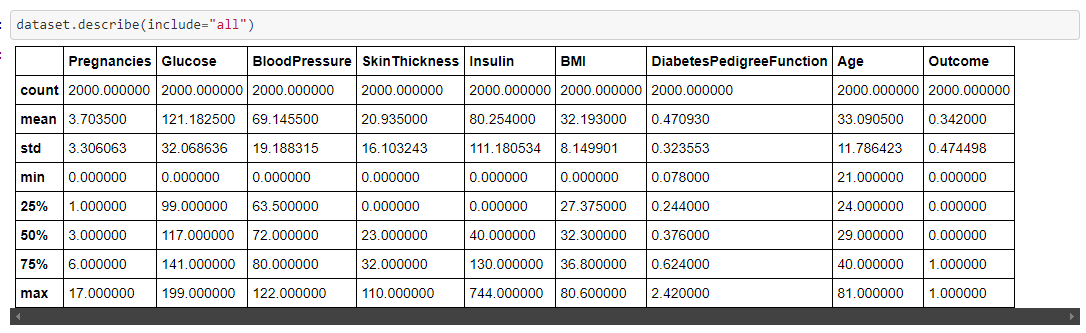 dataset.describe(include="all")
Pregnancies Glucose BloodPressure SkinThickness Insulin BMI DiabetesPedigreeFunction Age Outcome
count 2000.000000 2000.000000 2000.000000 2000.000000 2000.000000 2000.000000 2000.000000 2000.000000 2000.000000
mean 3.703500 121.182500 69.145500 20.935000 80.254000 32.193000 0.470930 33.090500 0.342000
std 3.306063 32.068636 19.188315 16.103243 111.180534 8.149901 0.323553 11.786423 0.474498
min 0.000000 0.000000 0.000000 0.000000 0.000000 0.000000 0.078000 21.000000 0.000000
25% 1.000000 99.000000 63.500000 0.000000 0.000000 27.375000 0.244000 24.000000 0.000000
50% 3.000000 117.000000 72.000000 23.000000 40.000000 32.300000 0.376000 29.000000 0.000000
75% 6.000000 141.000000 80.000000 32.000000 130.000000 36.800000 0.624000 40.000000 1.000000
max 17.000000 199.000000 122.000000 110.000000 744.000000 80.600000 2.420000 81.000000 1.000000